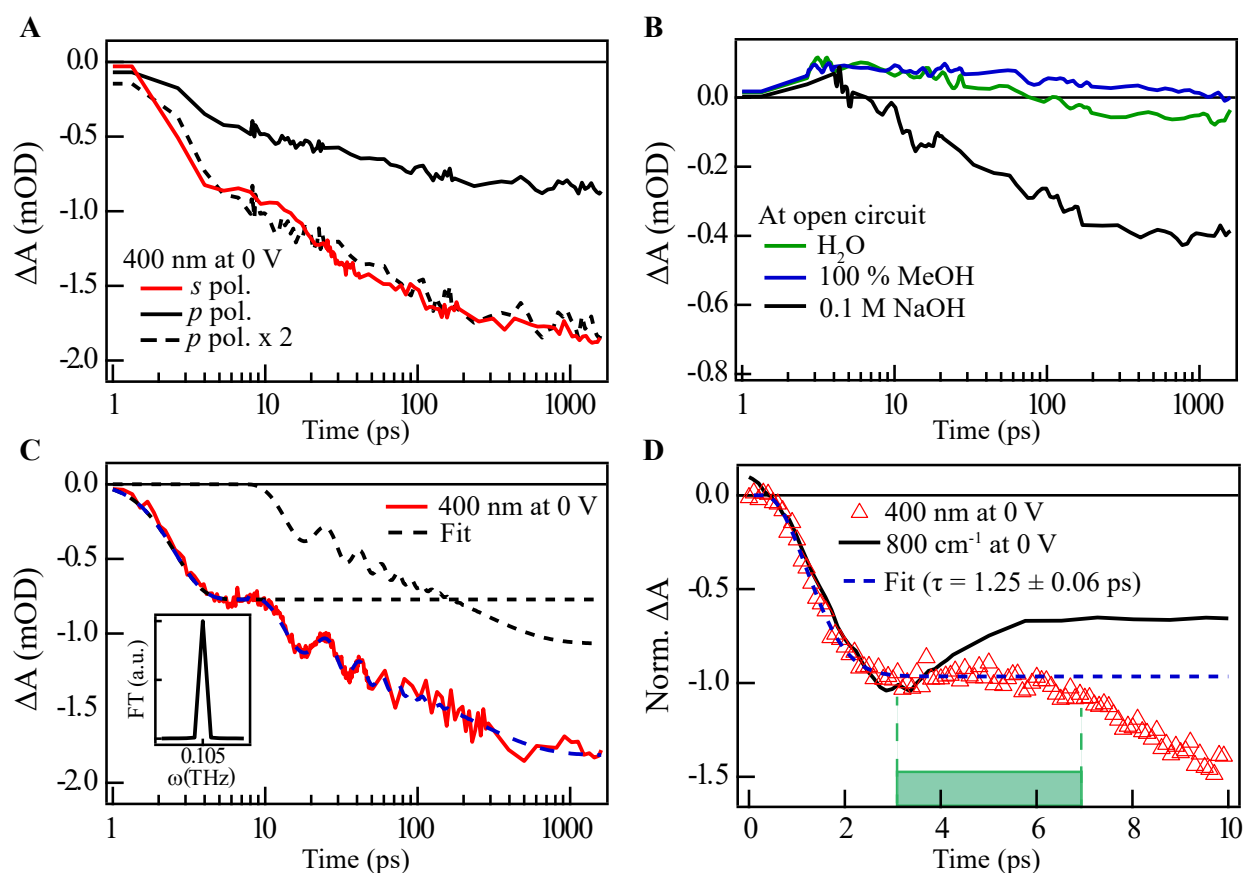 A
0.0
-0.5
-1.0
-1.5
-2.0
ΔA (mOD)
400 nm at 0 V
s pol.
p pol.
p pol. x 2
1
10
100
1000
Time (ps)
B
0.0
-0.2
-0.4
-0.6
-0.8
ΔA (mOD)
At open circuit
H₂O
100 % MeOH
0.1 M NaOH
1
10
100
1000
Time (ps)
C
0.0
-0.5
-1.0
-1.5
-2.0
ΔA (mOD)
400 nm at 0 V
Fit
FT (a.u.)
0.105
ω(THz)
1
10
100
1000
Time (ps)
D
0.0
-0.5
-1.0
-1.5
Norm. ΔA
400 nm at 0 V
800 cm⁻¹ at 0 V
Fit (τ = 1.25 ± 0.06 ps)
0
2
4
6
8
10
Time (ps)